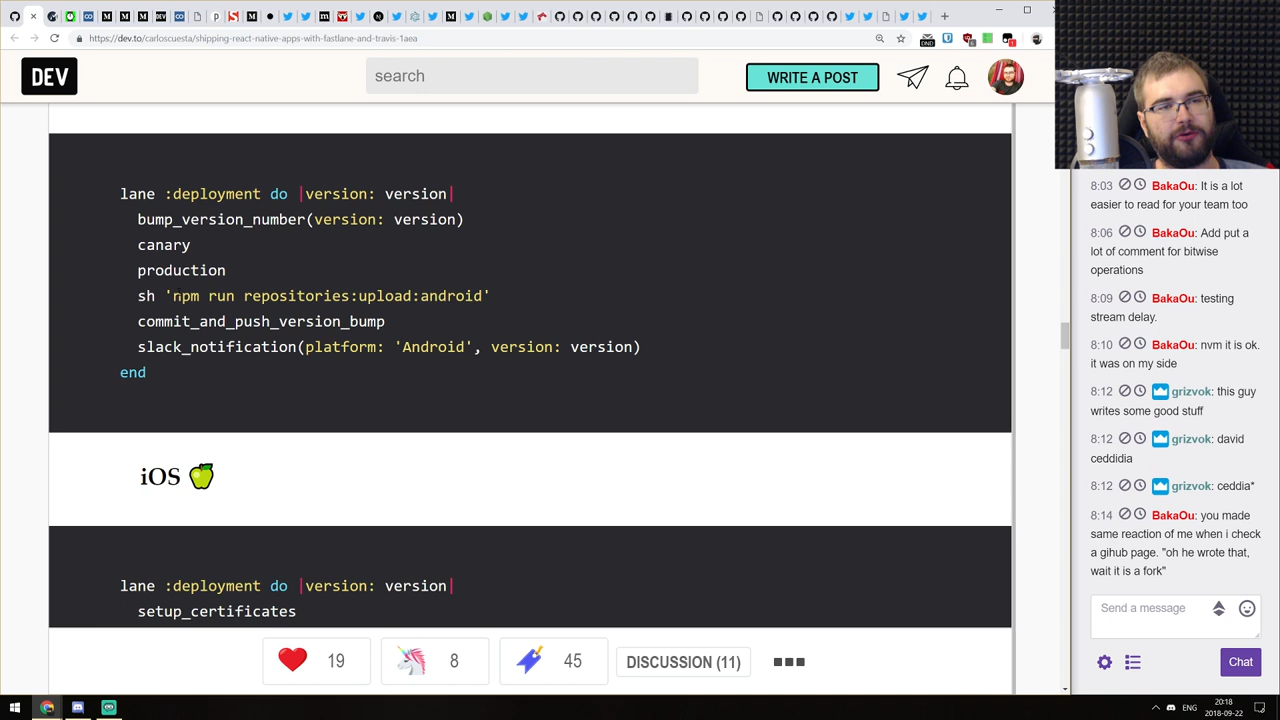 https://dev.to/carloscuesta/shipping-react-native-apps-with-fastlane-and-travis-1aea
DEV
search
WRITE A POST
lane :deployment do |version: version|
bump_version_number(version: version)
canary
production
sh 'npm run repositories:upload:android'
commit_and_push_version_bump
slack_notification(platform: 'Android', version: version)
end
iOS
lane :deployment do |version: version|
setup_certificates
19
8
45
DISCUSSION (11)
8:03 BakaOu: It is a lot
easier to read for your team too
8:06 BakaOu: Add put a
lot of comment for bitwise
operations
8:09 BakaOu: testing
stream delay.
8:10 BakaOu: nvm it is ok.
it was on my side
8:12 grizvok: this guy
writes some good stuff
8:12 grizvok: david
ceddidia
8:12 grizvok: ceddia*
8:14 BakaOu: you made
same reaction of me when i check
a gihub page. "oh he wrote that,
wait it is a fork"
Send a message
Chat
ENG
20:18
2018-09-22